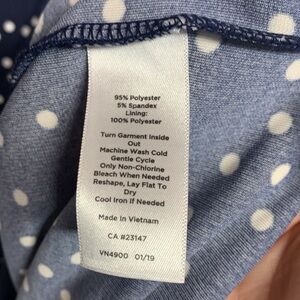 95% Polyester
5% Spandex
Lining:
100% Polyester
Turn Garment Inside
Out
Machine Wash Cold
Gentle Cycle
Only Non-Chlorine
Bleach When Needed
Reshape, Lay Flat To
Dry
Cool Iron If Needed
Made In Vietnam
CA #23147
VN4900 01/19